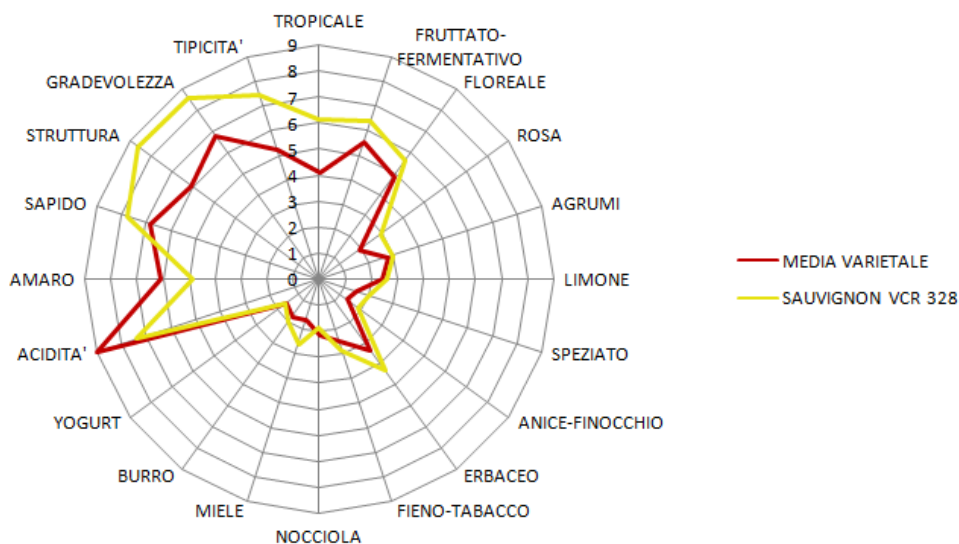 TROPICALE
FRUTTATO-
FERMENTATIVO
FLOREALE
ROSA
AGRUMI
LIMONE
SPEZIATO
ANICE-FINOCCHIO
ERBACEO
FIENO-TABACCO
NOCCIOLA
MIELE
BURRO
YOGURT
ACIDITA'
AMARO
SAPIDO
STRUTTURA
GRADEVOLEZZA
TIPICITA'
9
8
7
6
5
4
3
2
1
0
MEDIA VARIETALE
SAUVIGNON VCR 328